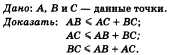 Дано: A, B и C — данные точки.
Доказать: AB ⩽ AC + BC;
AC ⩽ AB + BC;
BC ⩽ AB + AC.